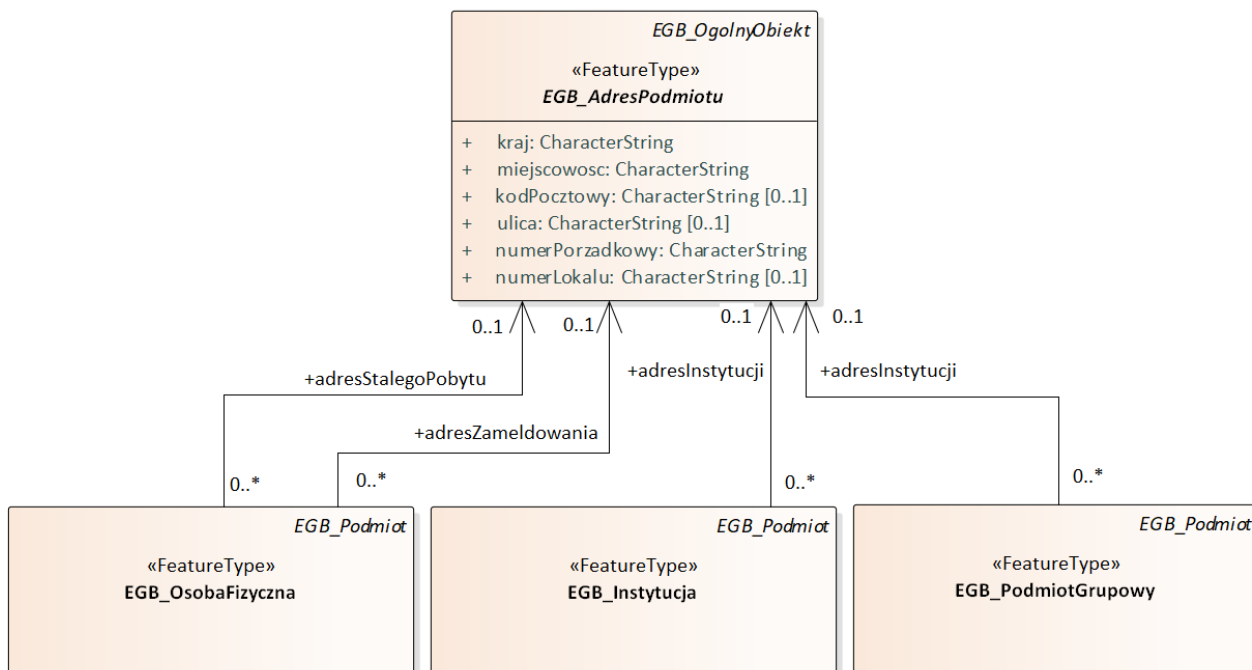 EGB_OgolnyObiekt
«FeatureType»
EGB_AdresPodmiotu
+ kraj: CharacterString
+ miejscowosc: CharacterString
+ kodPocztowy: CharacterString [0..1]
+ ulica: CharacterString [0..1]
+ numerPorzadkowy: CharacterString
+ numerLokalu: CharacterString [0..1]
0..1 0..1 0..1 0..1
+adresStalegoPobytu +adresInstytucji +adresInstytucji
+adresZameldowania
0..* 0..* 0..* 0..*
EGB_Podmiot
«FeatureType»
EGB_OsobaFizyczna
EGB_Podmiot
«FeatureType»
EGB_Instytucja
EGB_Podmiot
«FeatureType»
EGB_PodmiotGrupowy